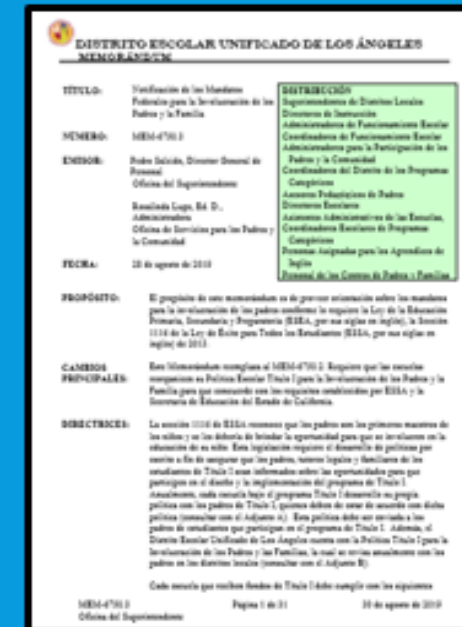 DISTRITO ESCOLAR UNIFICADO DE LOS ÁNGELES
MEMORÁNDUM
TÍTULO:
Notificación de los Mandatos
Federales para la Involucración de los
Padres y la Familia
NÚMERO:
MEM-6750.3
EMISOR:
Pedro Salcido, Director General de
Personal
Oficina del Superintendente
Rosalinda Lugo, Ed. D.,
Administradora
Oficina de Servicios para los Padres y
la Comunidad
FECHA:
28 de agosto de 2019
DISTRIBUCIÓN
Superintendentes de Distritos Locales
Directores de Instrucción
Administradores de Funcionamiento Escolar
Coordinadores de Funcionamiento Escolar
Administradores para la Participación de los
Padres y la Comunidad
Coordinadores del Distrito de los Programas
Categóricos
Asesores Pedagógicos de Padres
Directores Escolares
Asistentes Administrativos de las Escuelas,
Coordinadores Escolares de Programas
Categóricos
Personas Asignadas para los Aprendices de
Inglés
Personal de los Centros de Padres y Familias
PROPÓSITO:
El propósito de este memorándum es de proveer orientación sobre los mandatos
para la involucración de los padres conforme lo requiere la Ley de la Educación
Primaria, Secundaria y Preparatoria (ESEA, por sus siglas en inglés), la Sección
1116 de la Ley de Éxito para Todos los Estudiantes (ESSA, por sus siglas en
inglés) de 2015.
CAMBIOS
PRINCIPALES:
Este Memorándum reemplaza al MEM-6750.2. Requiere que las escuelas
su Política Escolar Título I para la Involucración de los Padres y la
Familia para que concuerde con los requisitos establecidos por ESSA y la
Secretaría de Educación del Estado de California.
DIRECTRICES:
La sección 1116 de ESSA reconoce que los padres son los primeros maestros de
los niños y se les debería de brindar la oportunidad para que se involucren en la
educación de su niño. Esta legislación requiere el desarrollo de políticas por
escrito a fin de asegurar que los padres, tutores legales y familiares de los
estudiantes de Título I sean informados sobre las oportunidades para que
participen en el diseño y la implementación del programa de Título I.
Anualmente, cada escuela bajo el programa Título I desarrolla su propia
política con los padres de Título I, quienes deben de estar de acuerdo con dicha
política (consultar con el Adjunto A). Esta política debe ser enviada a los
padres de estudiantes que participan en el programa de Título I. Además, el
Distrito Escolar Unificado de Los Angeles cuenta con la Política Título I para la
Involucración de los Padres y las Familias, la cual se revisa anualmente con los
padres en los distritos locales (consultar con el Adjunto B).
Cada escuela que reciben fondos de Título I debe cumplir con los siguientes
MEM-6750.3
Oficina del Superintendente
Página 1 de 31